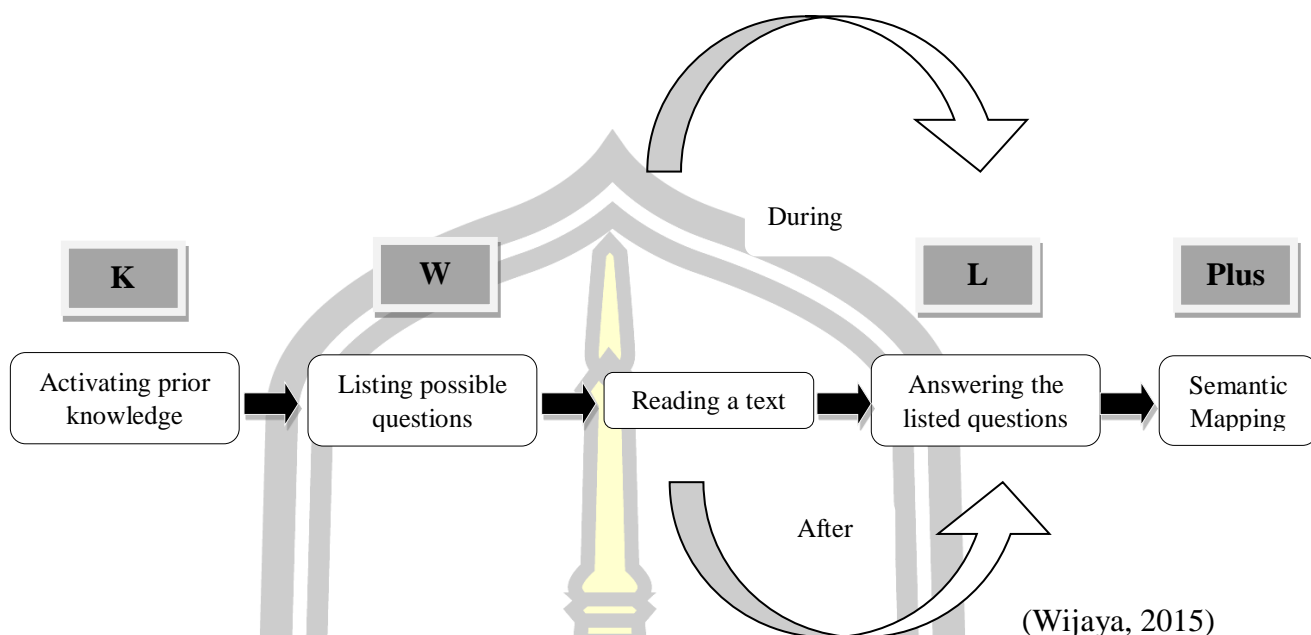 During
K
W
L
Plus
Activating prior
knowledge
Listing possible
questions
Reading a text
Answering the
listed questions
Semantic
Mapping
After
(Wijaya, 2015)